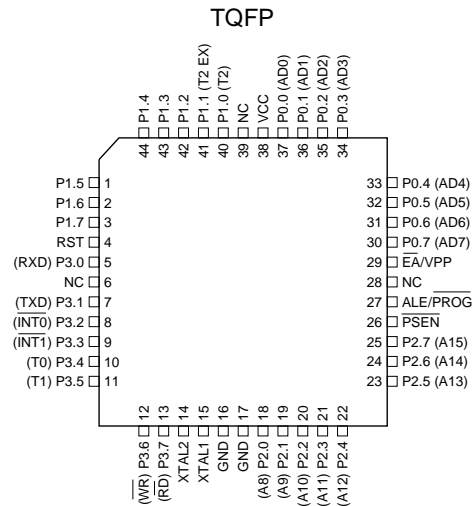 TQFP
P1.4
P1.3
P1.2
P1.1 (T2 EX)
P1.0 (T2)
NC
VCC
P0.0 (AD0)
P0.1 (AD1)
P0.2 (AD2)
P0.3 (AD3)
44
43
42
41
40
39
38
37
36
35
34
P1.5 1
P1.6 2
P1.7 3
RST 4
(RXD) P3.0 5
NC 6
(TXD) P3.1 7
(INT0) P3.2 8
(INT1) P3.3 9
(T0) P3.4 10
(T1) P3.5 11
33 P0.4 (AD4)
32 P0.5 (AD5)
31 P0.6 (AD6)
30 P0.7 (AD7)
29 EA/VPP
28 NC
27 ALE/PROG
26 PSEN
25 P2.7 (A15)
24 P2.6 (A14)
23 P2.5 (A13)
12
13
14
15
16
17
18
19
20
21
22
(WR) P3.6
(RD) P3.7
XTAL2
XTAL1
GND
GND
(A8) P2.0
(A9) P2.1
(A10) P2.2
(A11) P2.3
(A12) P2.4